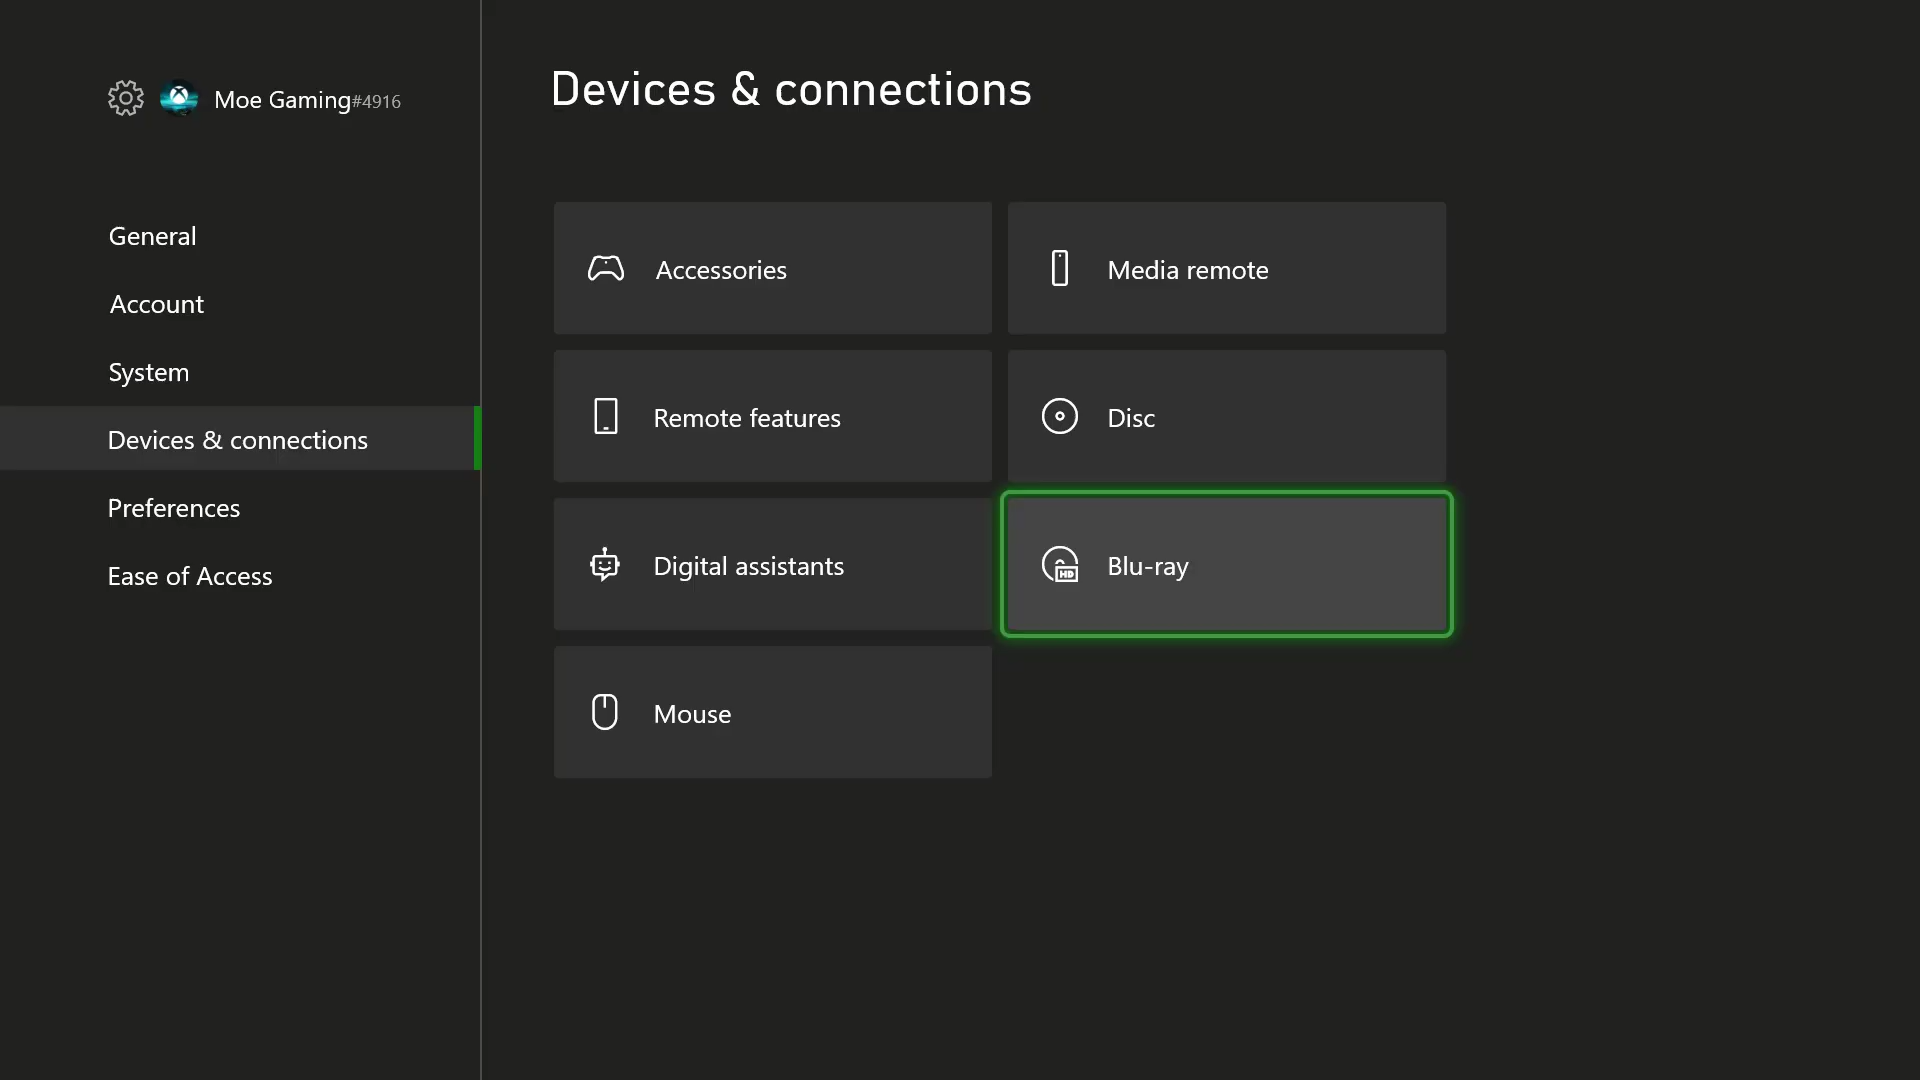 Moe Gaming#4916
General
Account
System
Devices & connections
Preferences
Ease of Access
Devices & connections
Accessories
Media remote
Remote features
Disc
Digital assistants
HD
Blu-ray
Mouse